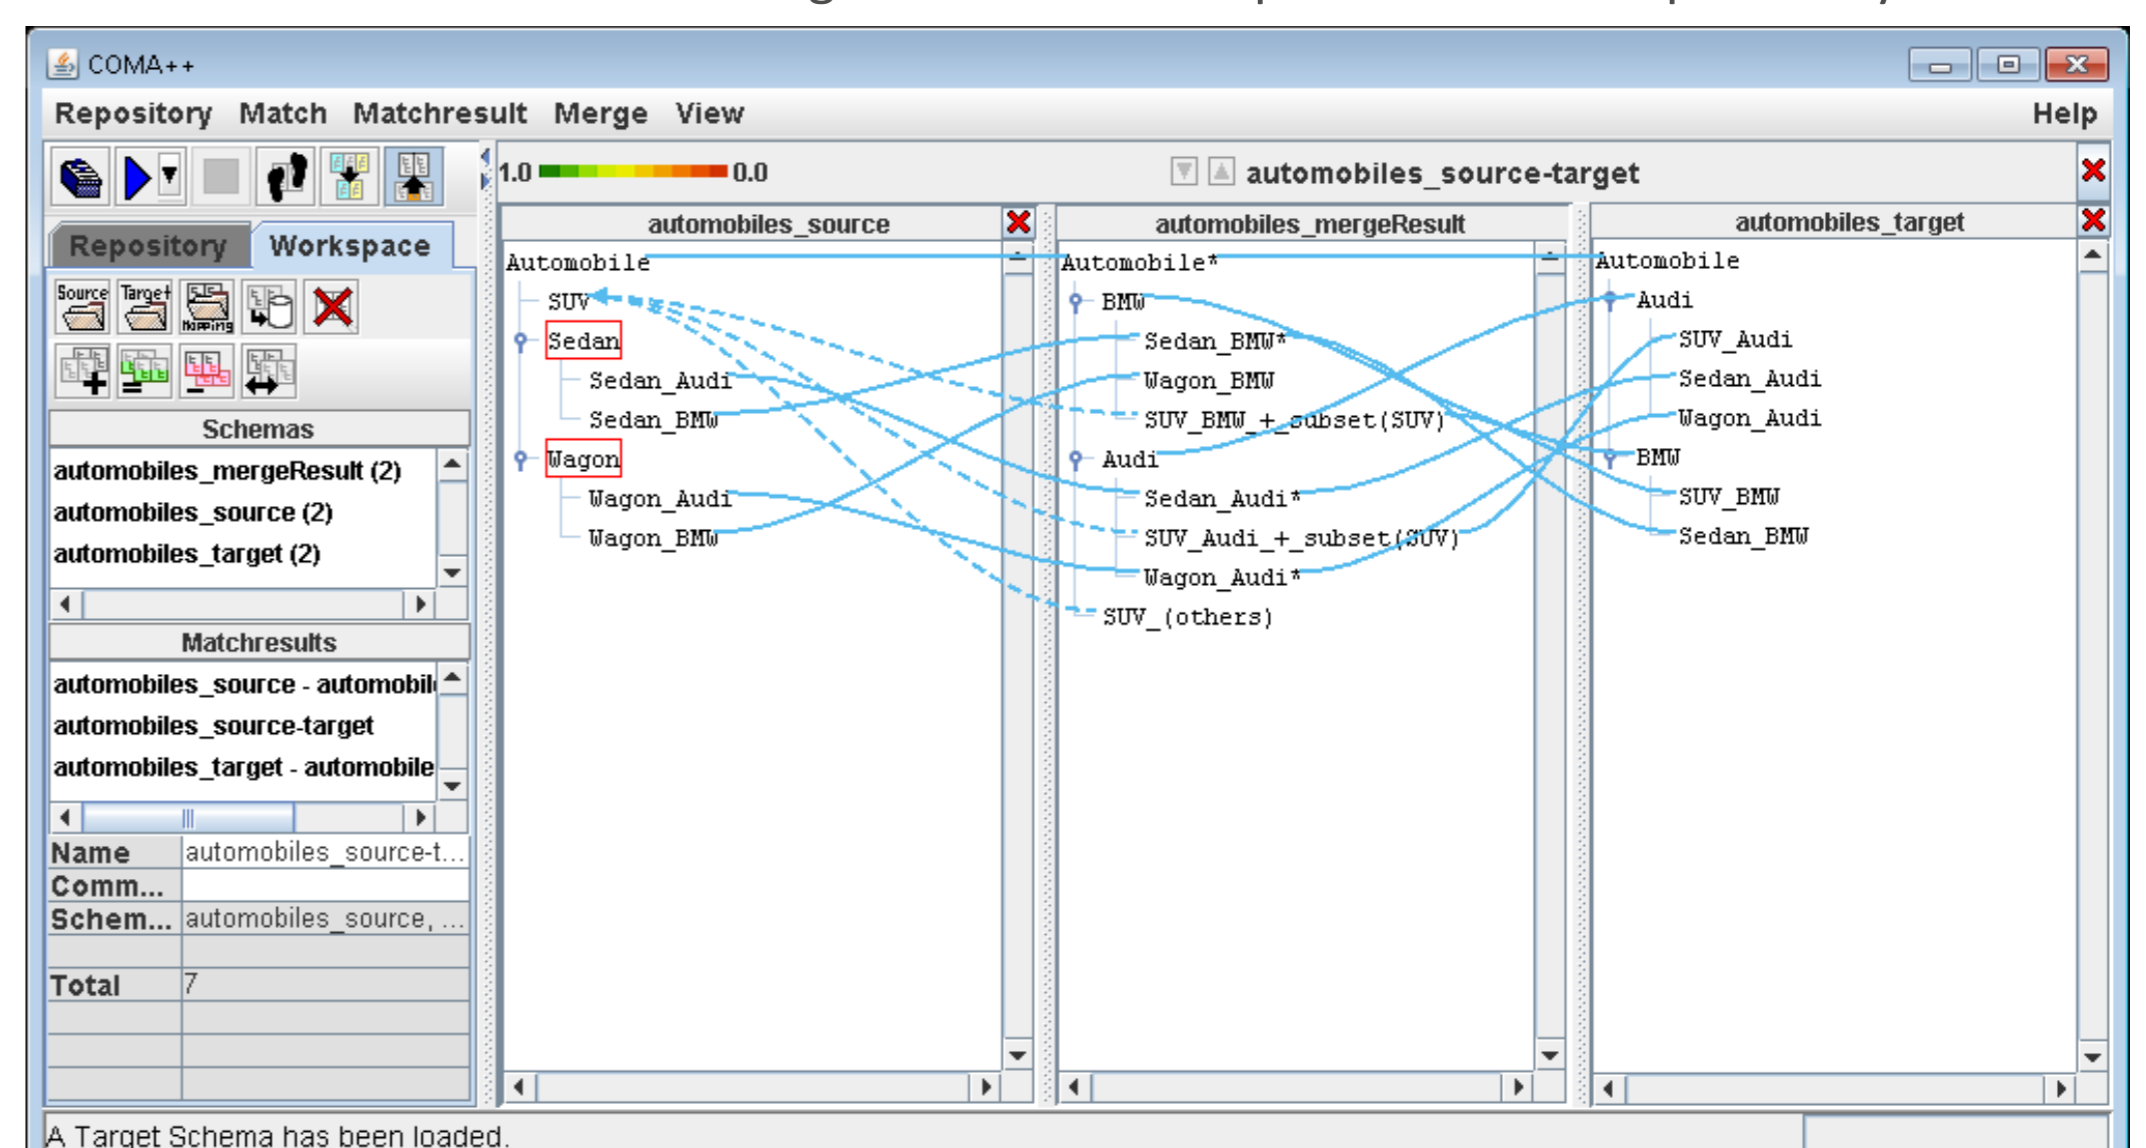 COMA++
Repository Match Matchresult Merge View Help
1.0 0.0 automobiles_source-target
Repository Workspace
automobiles_source automobiles_mergeResult automobiles_target
Source Target Mapping
Schemas
automobiles_mergeResult (2)
automobiles_source (2)
automobiles_target (2)
Matchresults
automobiles_source - automobil
automobiles_source-target
automobiles_target - automobile
Name automobiles_source-t...
Comm...
Schem... automobiles_source, ...
Total 7
Automobile
SUV
Sedan
Sedan_Audi
Sedan_BMW
Wagon
Wagon_Audi
Wagon_BMW
Automobile*
BMW
Sedan_BMW*
Wagon_BMW
SUV_BMW_+_subset(SUV)
Audi
Sedan_Audi*
SUV_Audi_+_subset(SUV)
Wagon_Audi*
SUV_(others)
Automobile
Audi
SUV_Audi
Sedan_Audi
Wagon_Audi
BMW
SUV_BMW
Sedan_BMW
A Target Schema has been loaded.